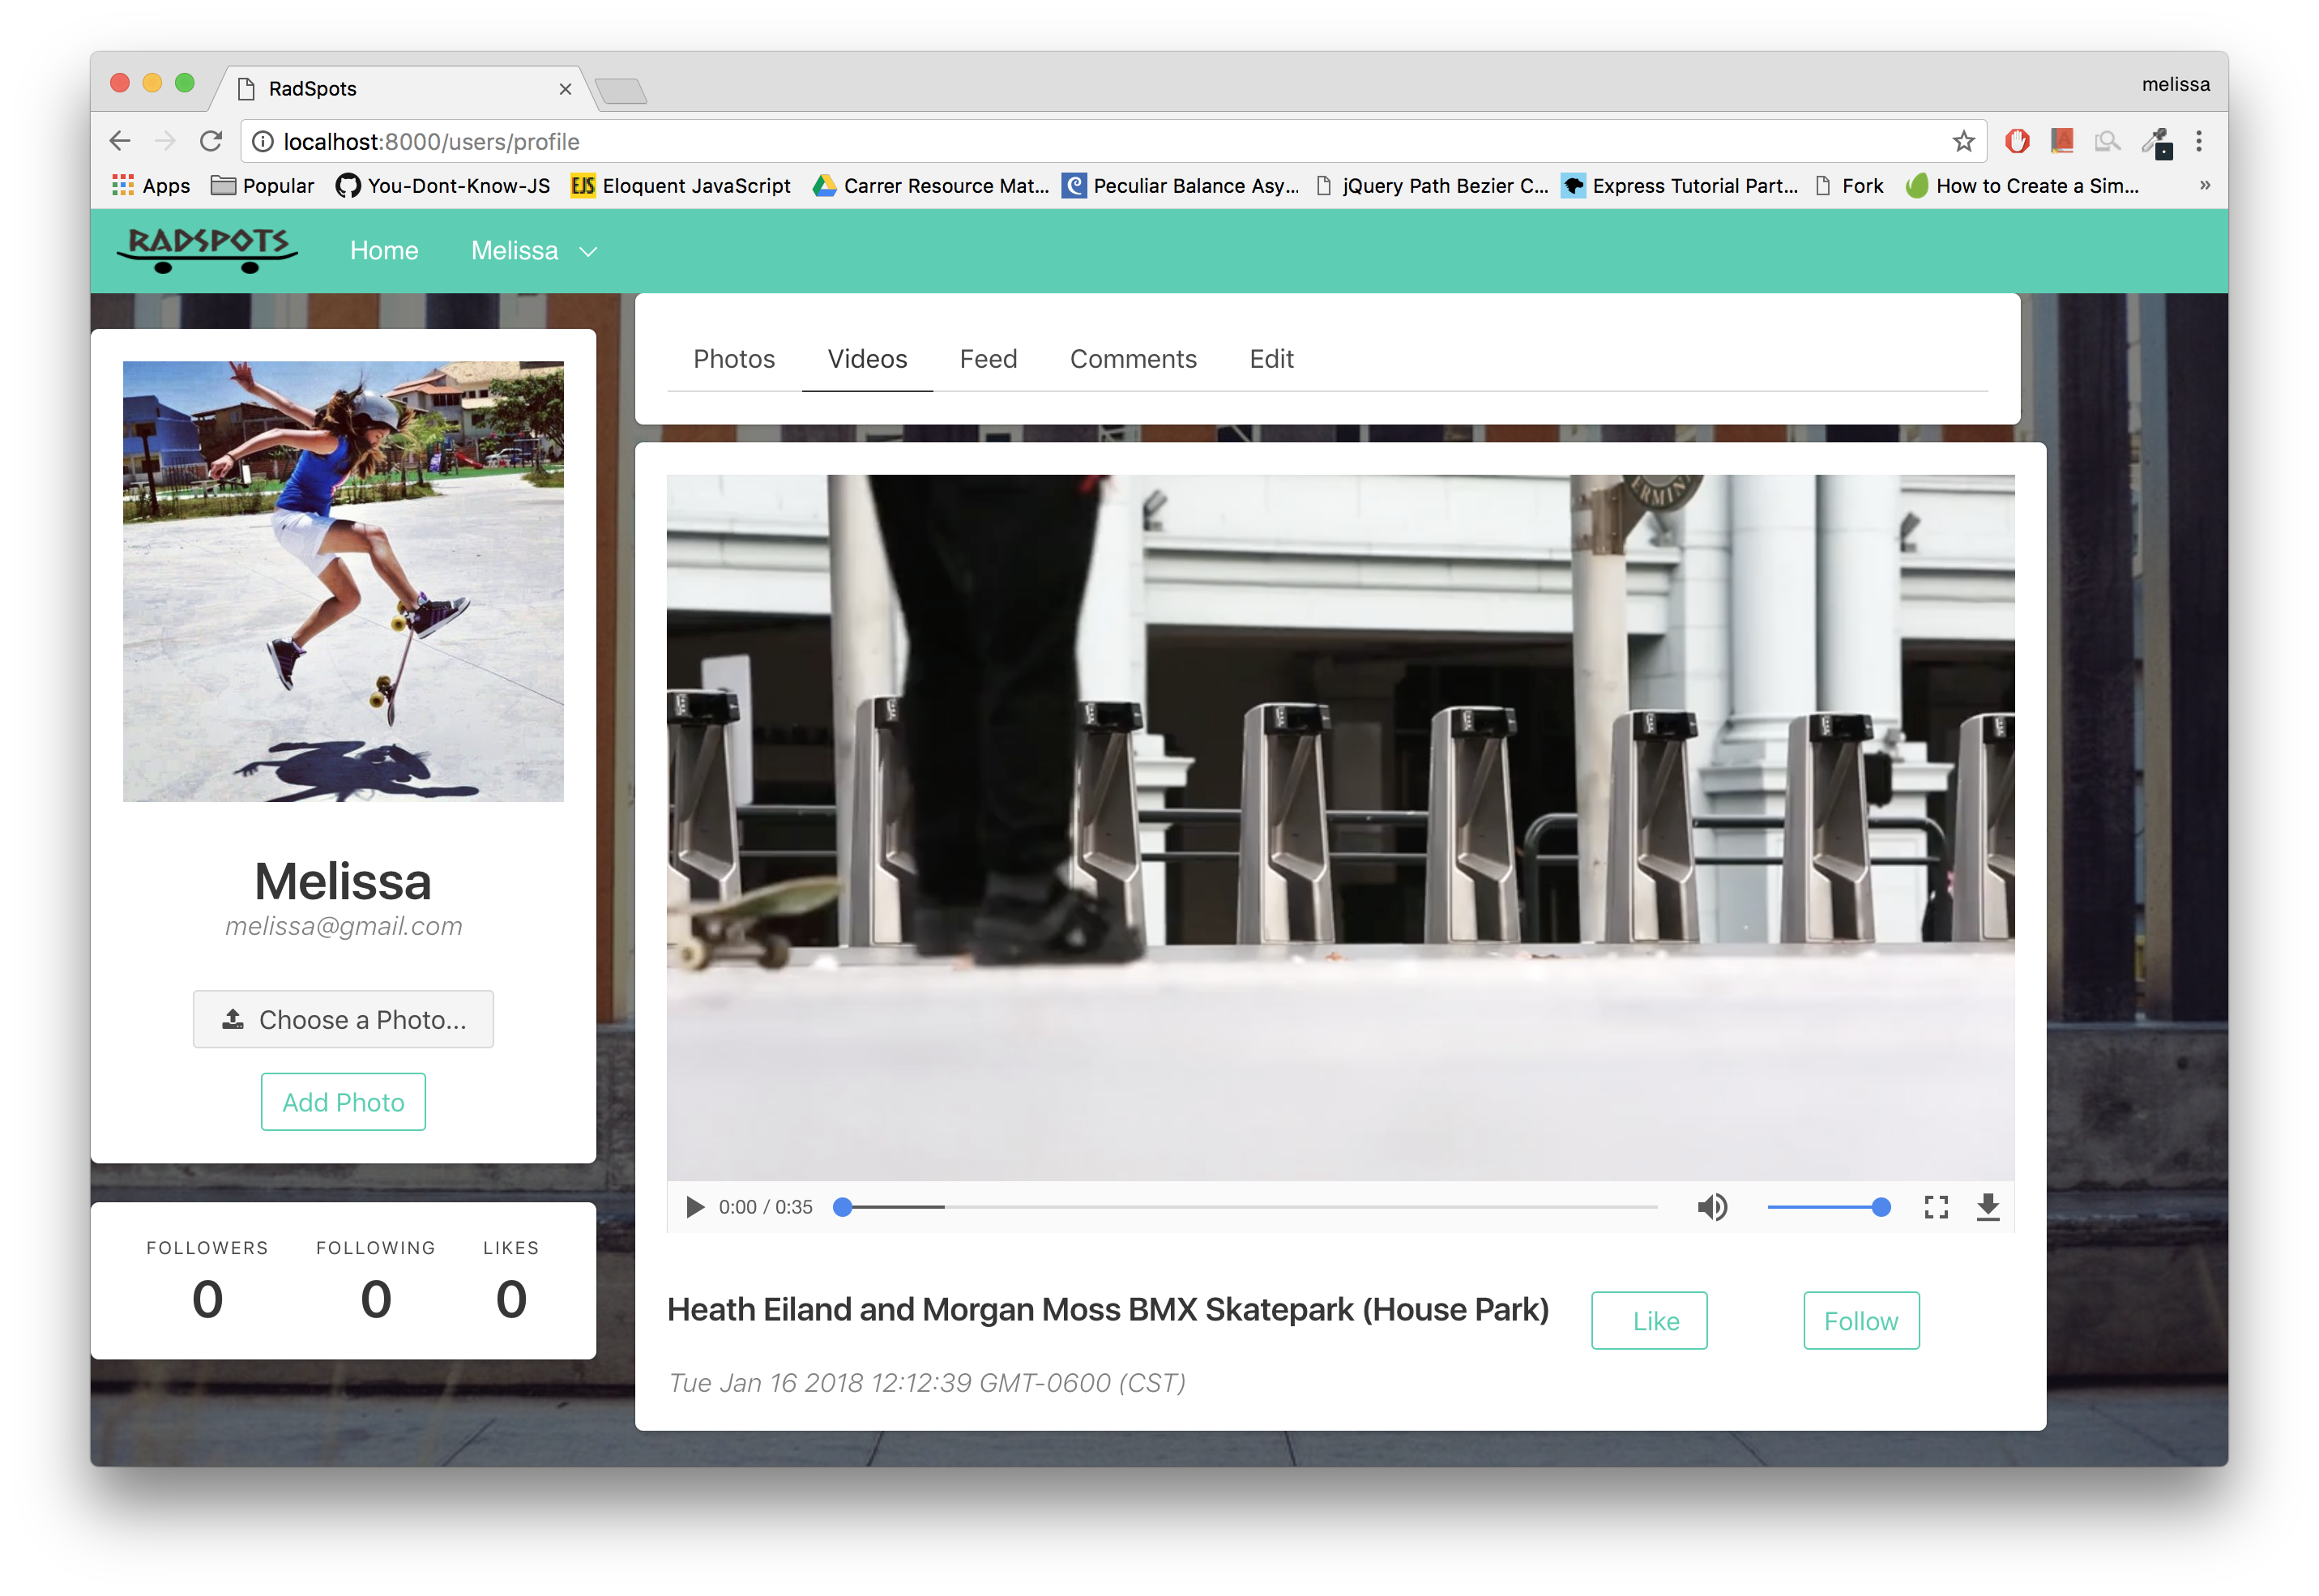 RadSpots
melissa
localhost:8000/users/profile
Apps Popular You-Dont-Know-JS Eloquent JavaScript Carrer Resource Mat... Peculiar Balance Asy... jQuery Path Bezier C... Express Tutorial Part... Fork How to Create a Sim... »
RADSPOTS Home Melissa
Photos Videos Feed Comments Edit
Melissa
melissa@gmail.com
Choose a Photo...
Add Photo
FOLLOWERS FOLLOWING LIKES
0 0 0
ERMIN
0:00 / 0:35
Heath Eiland and Morgan Moss BMX Skatepark (House Park) Like Follow
Tue Jan 16 2018 12:12:39 GMT-0600 (CST)